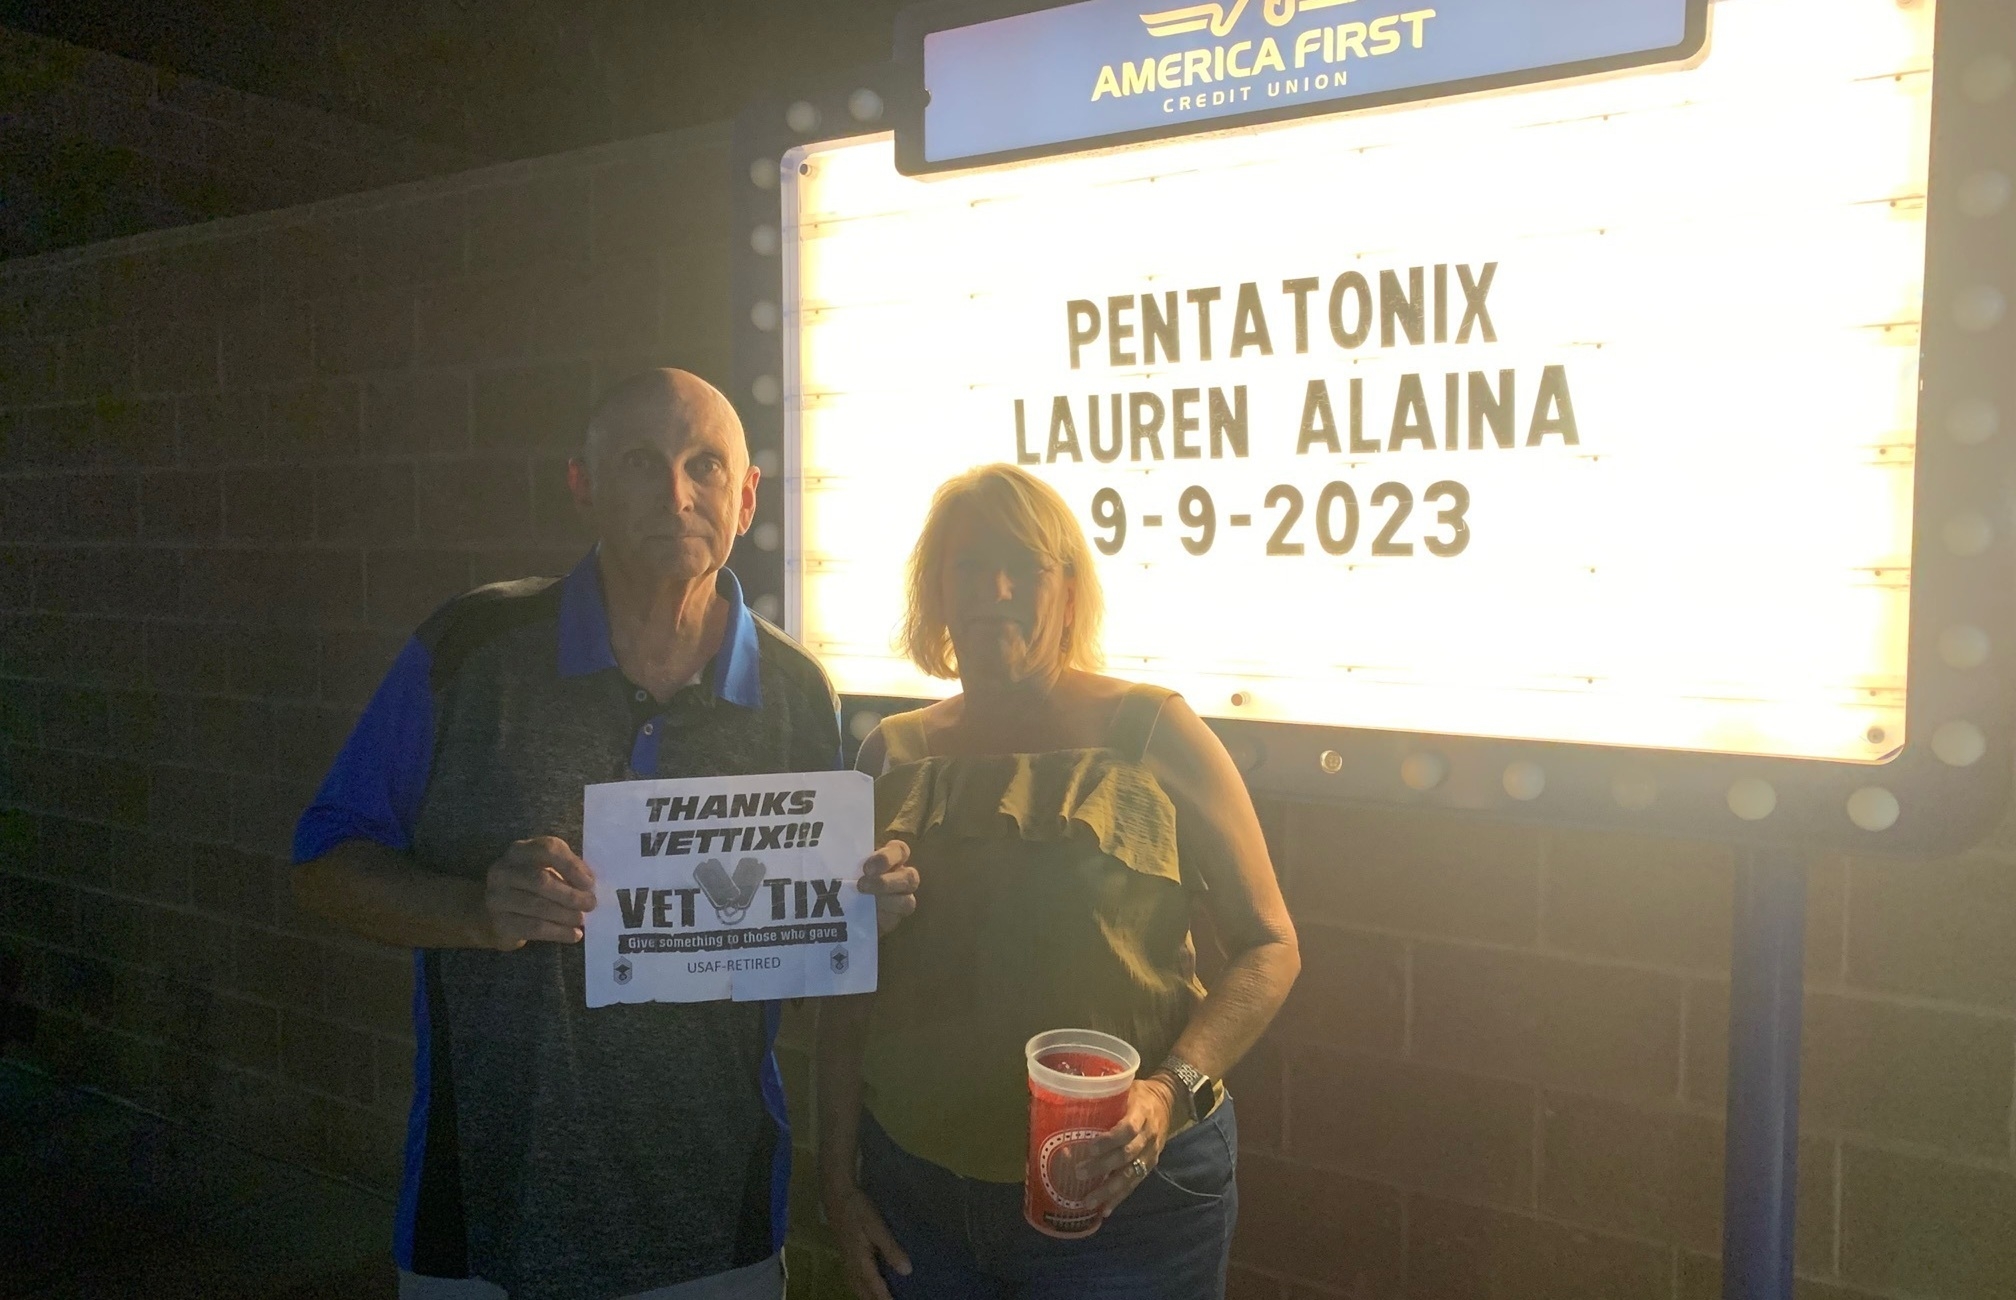 AMERICA FIRST
CREDIT UNION
PENTATONIX
LAUREN ALAINA
9-9-2023
THANKS
VETTIX!!!
VET TIX
Give something to those who gave
USAF-RETIRED